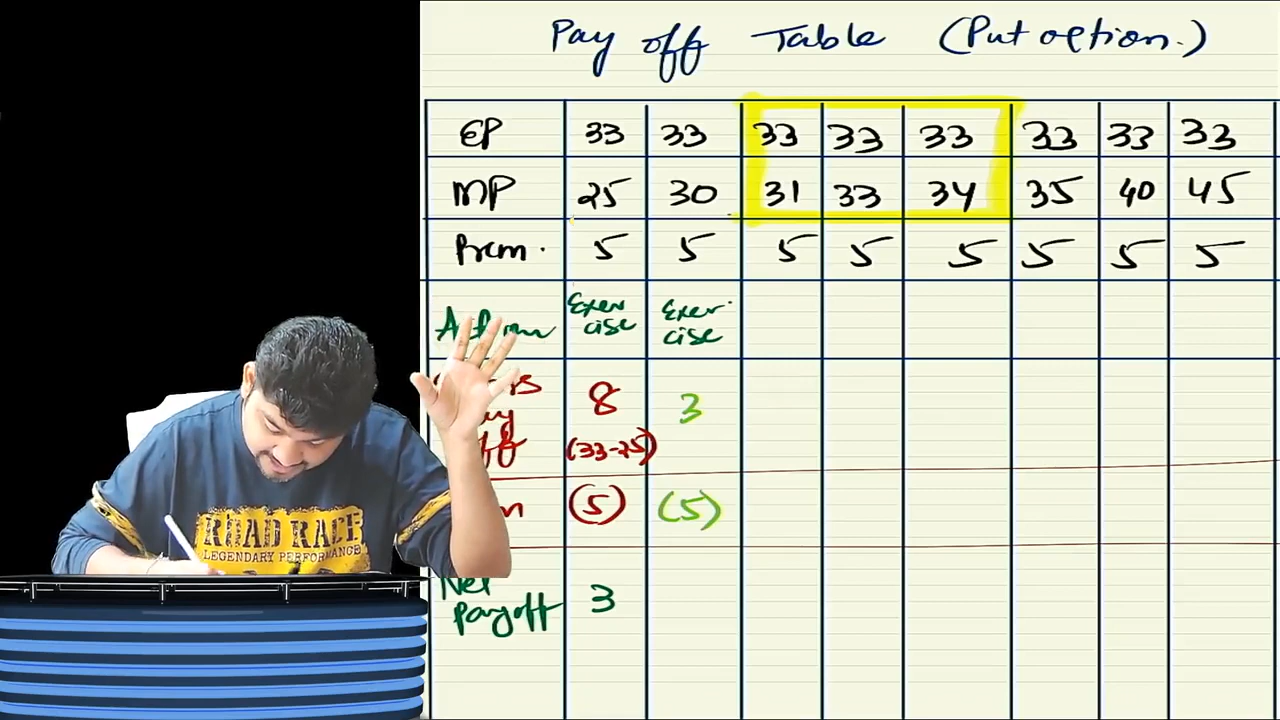 Pay off Table (Put option.)
EP 33 33 33 33 33 33 33 33
MP 25 30 31 33 34 35 40 45
Prem. 5 5 5 5 5 5 5 5
Exer Exer.
cise cise
8 3
off (33-25)
(5) (5)
Net
Payoff 3
ROAD RACE
LEGENDARY PERFORMANCE